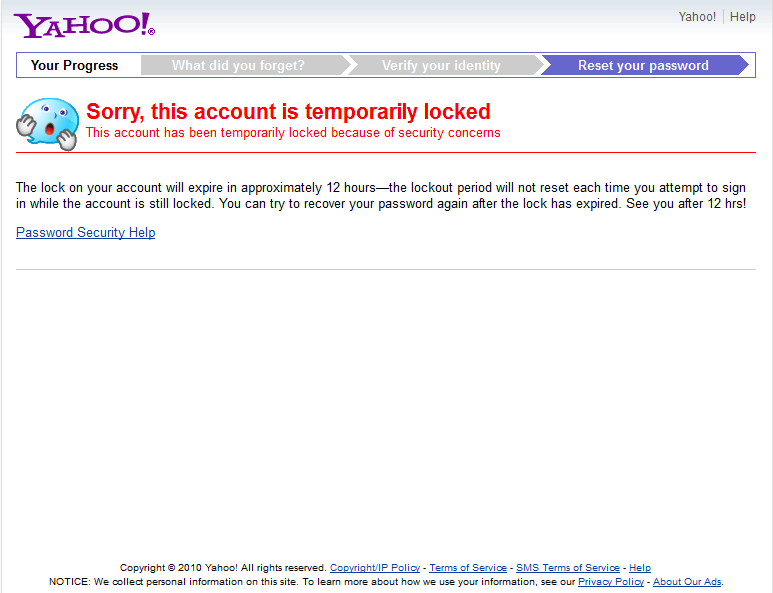 YAHOO!®
Yahoo! Help
Your Progress What did you forget? Verify your identity Reset your password
Sorry, this account is temporarily locked
This account has been temporarily locked because of security concerns
The lock on your account will expire in approximately 12 hours—the lockout period will not reset each time you attempt to sign
in while the account is still locked. You can try to recover your password again after the lock has expired. See you after 12 hrs!
Password Security Help
Copyright © 2010 Yahoo! All rights reserved. Copyright/IP Policy - Terms of Service - SMS Terms of Service - Help
NOTICE: We collect personal information on this site. To learn more about how we use your information, see our Privacy Policy - About Our Ads.